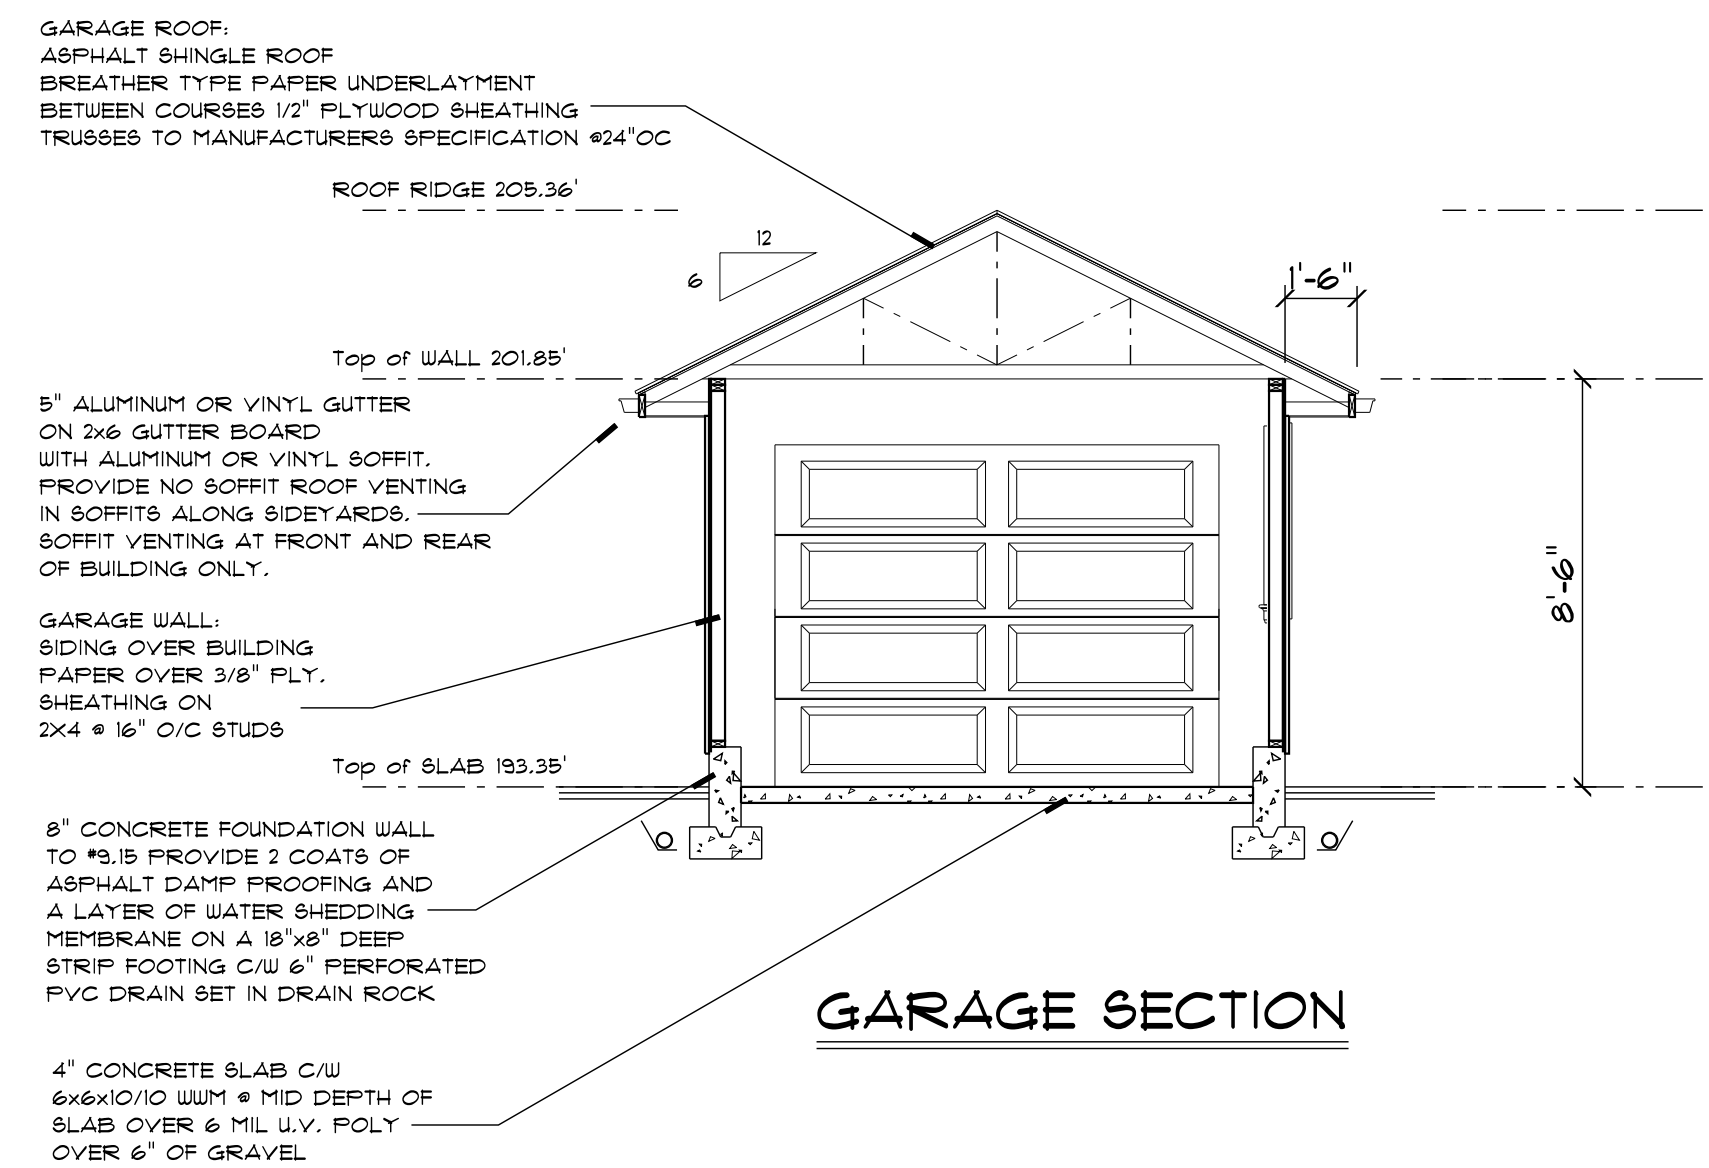 GARAGE ROOF:
ASPHALT SHINGLE ROOF
BREATHER TYPE PAPER UNDERLAYMENT
BETWEEN COURSES 1/2" PLYWOOD SHEATHING
TRUSSES TO MANUFACTURERS SPECIFICATION @24"OC
ROOF RIDGE 205.36'
12
6
1'-6"
Top of WALL 201.85'
5" ALUMINUM OR VINYL GUTTER
ON 2x6 GUTTER BOARD
WITH ALUMINUM OR VINYL SOFFIT.
PROVIDE NO SOFFIT ROOF VENTING
IN SOFFITS ALONG SIDEYARDS.
SOFFIT VENTING AT FRONT AND REAR
OF BUILDING ONLY.
8'-6"
GARAGE WALL:
SIDING OVER BUILDING
PAPER OVER 3/8" PLY.
SHEATHING ON
2X4 @ 16" O/C STUDS
Top of SLAB 193.35'
8" CONCRETE FOUNDATION WALL
TO #9.15 PROVIDE 2 COATS OF
ASPHALT DAMP PROOFING AND
A LAYER OF WATER SHEDDING
MEMBRANE ON A 18"x8" DEEP
STRIP FOOTING C/W 6" PERFORATED
PVC DRAIN SET IN DRAIN ROCK
GARAGE SECTION
4" CONCRETE SLAB C/W
6x6x10/10 WWM @ MID DEPTH OF
SLAB OVER 6 MIL U.V. POLY
OVER 6" OF GRAVEL